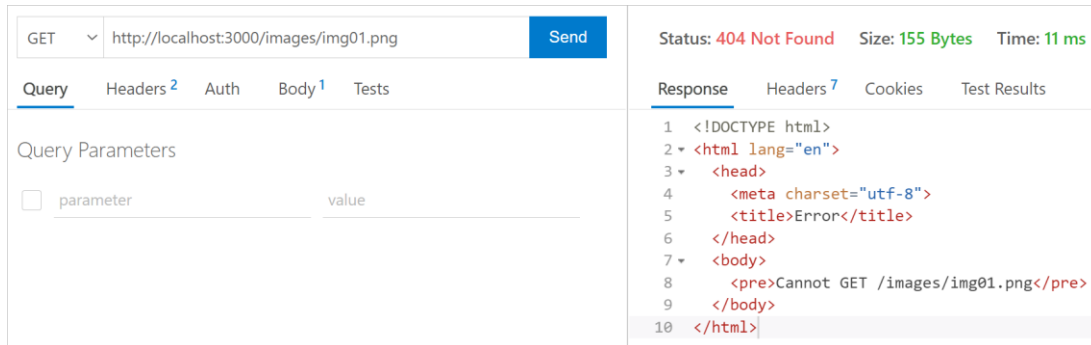 GET http://localhost:3000/images/img01.png Send
Query Headers 2 Auth Body 1 Tests
Query Parameters
parameter value
Status: 404 Not Found Size: 155 Bytes Time: 11 ms
Response Headers 7 Cookies Test Results
1 <!DOCTYPE html>
2 <html lang="en">
3 <head>
4 <meta charset="utf-8">
5 <title>Error</title>
6 </head>
7 <body>
8 <pre>Cannot GET /images/img01.png</pre>
9 </body>
10 </html>